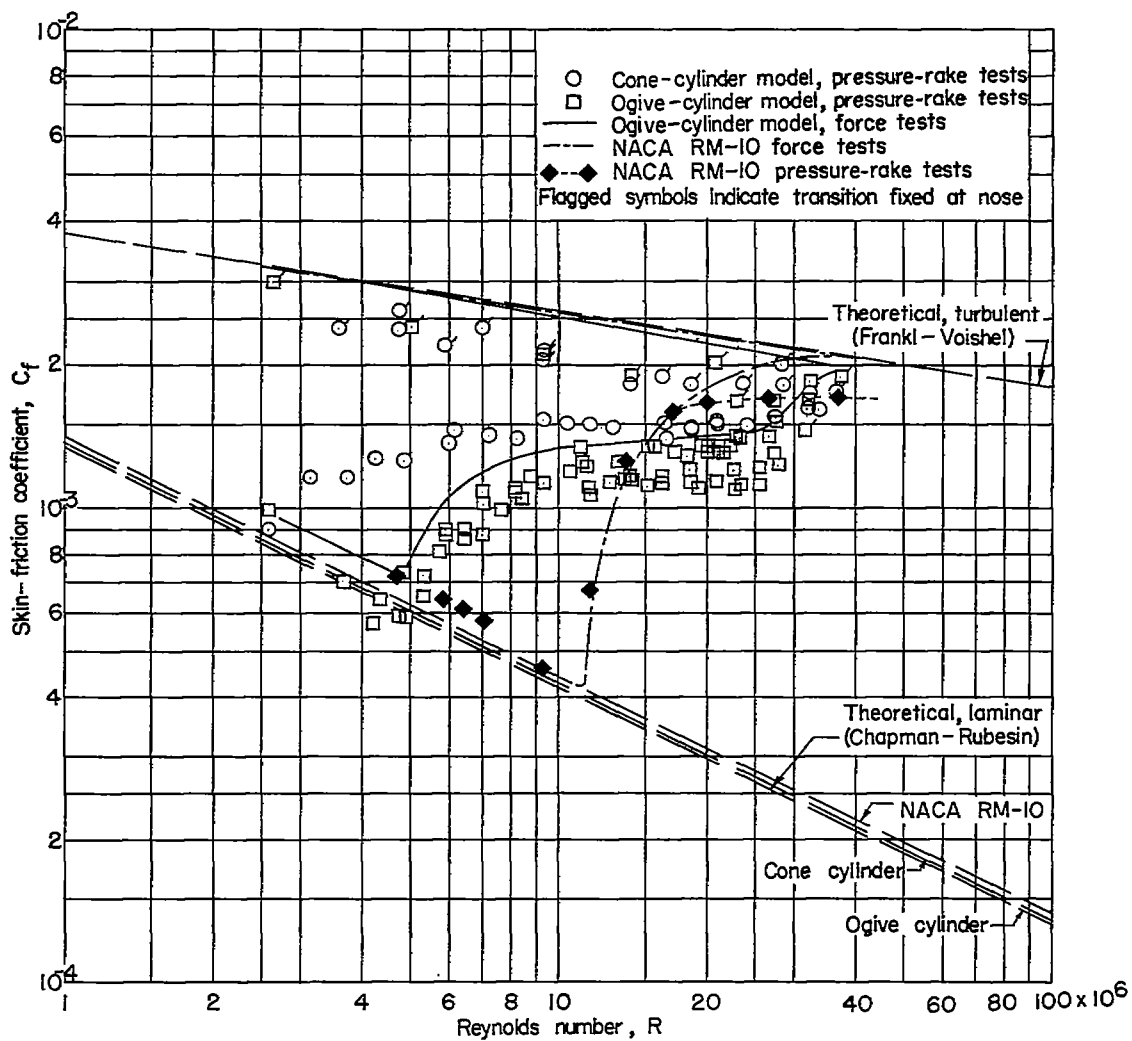 10-2
8
6
4
2
10-3
8
6
4
2
10-4
Skin-friction coefficient, Cf
Cone-cylinder model, pressure-rake tests
Ogive-cylinder model, pressure-rake tests
Ogive-cylinder model, force tests
NACA RM-10 force tests
NACA RM-10 pressure-rake tests
Flagged symbols indicate transition fixed at nose
Theoretical, turbulent
(Frankl-Voishel)
Theoretical, laminar
(Chapman-Rubesin)
NACA RM-10
Cone cylinder
Ogive cylinder
1 2 4 6 8 10 20 40 60 80 100 x 10^6
Reynolds number, R